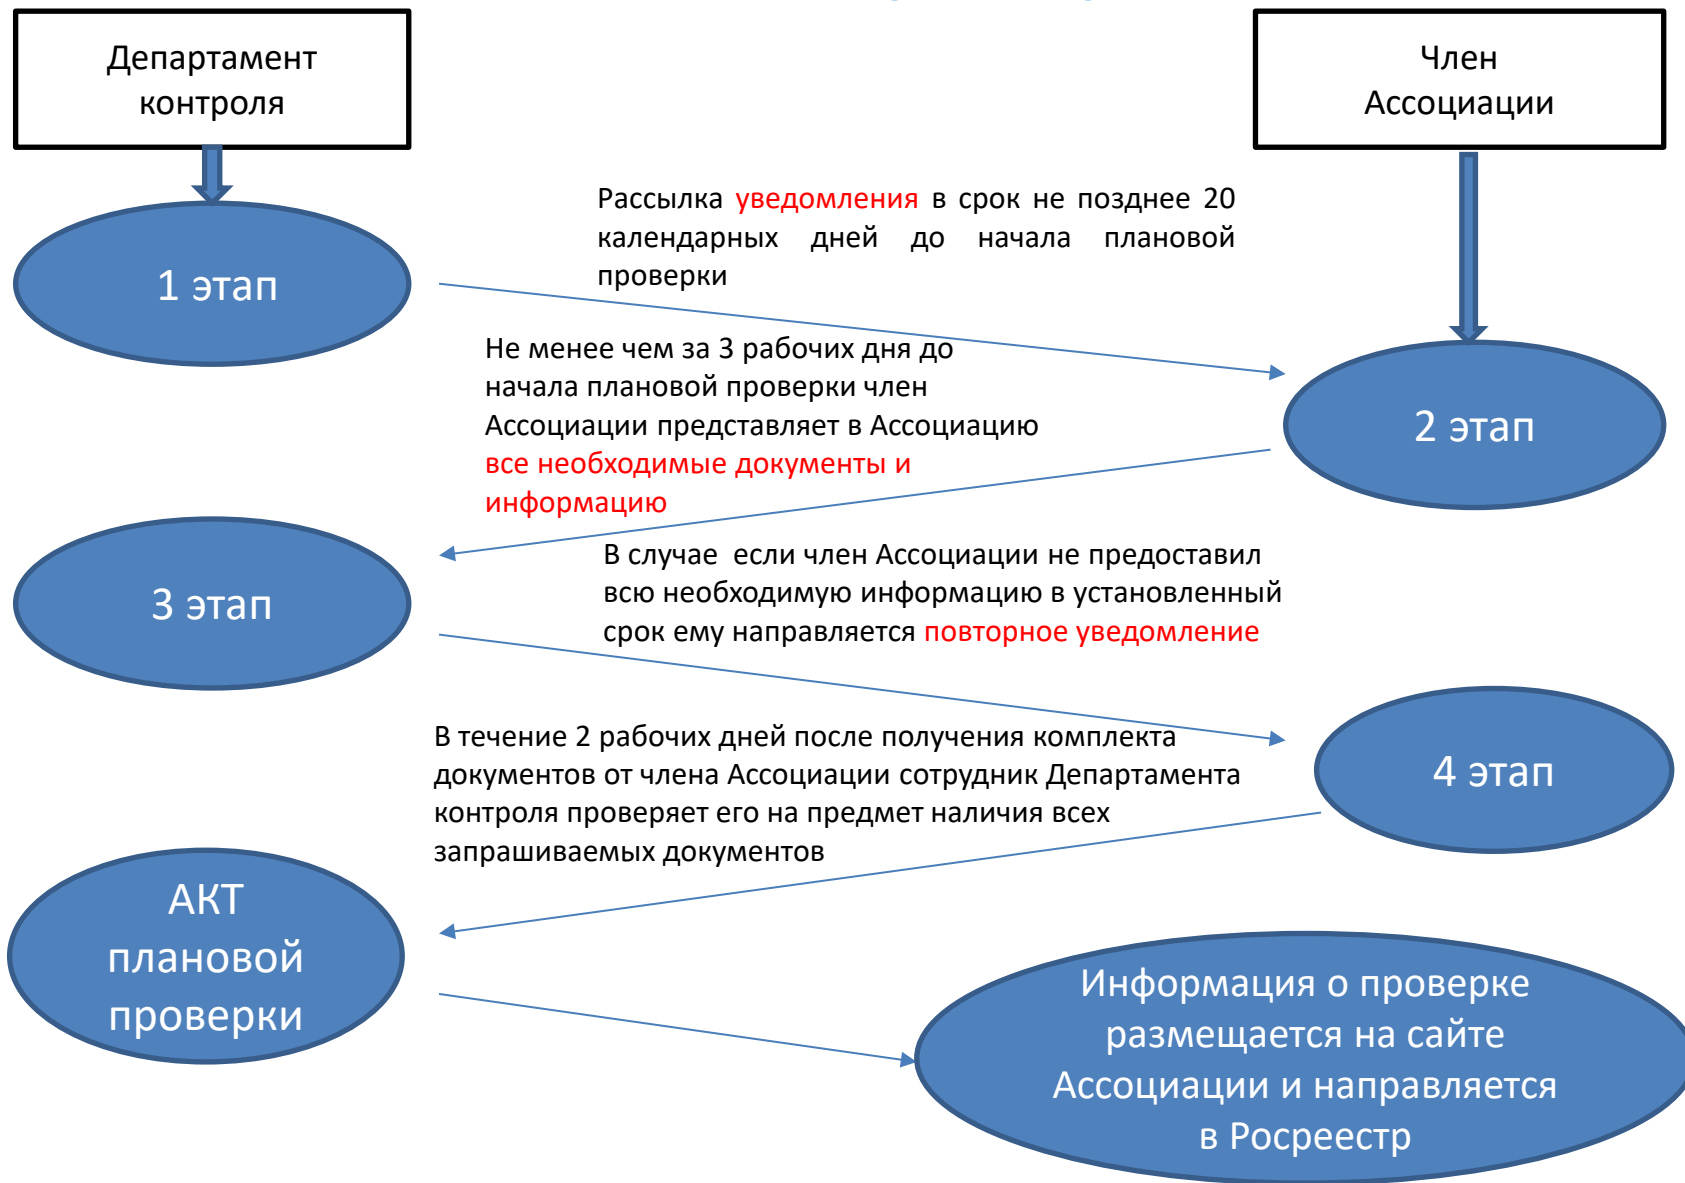 Департамент
контроля
Член
Ассоциации
Рассылка уведомления в срок не позднее 20
календарных дней до начала плановой
проверки
1 этап
Не менее чем за 3 рабочих дня до
начала плановой проверки член
Ассоциации представляет в Ассоциацию
все необходимые документы и
информацию
2 этап
В случае если член Ассоциации не предоставил
всю необходимую информацию в установленный
срок ему направляется повторное уведомление
3 этап
В течение 2 рабочих дней после получения комплекта
документов от члена Ассоциации сотрудник Департамента
контроля проверяет его на предмет наличия всех
запрашиваемых документов
4 этап
АКТ
плановой
проверки
Информация о проверке
размещается на сайте
Ассоциации и направляется
в Росреестр